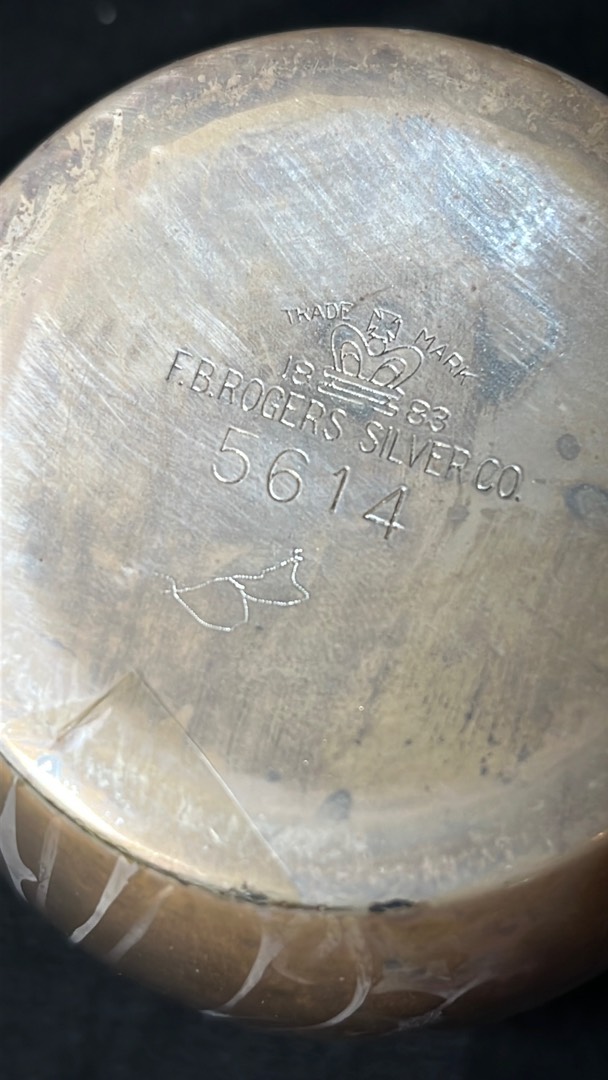 TRADE MARK
18 83
F.B.ROGERS SILVER CO.
5614